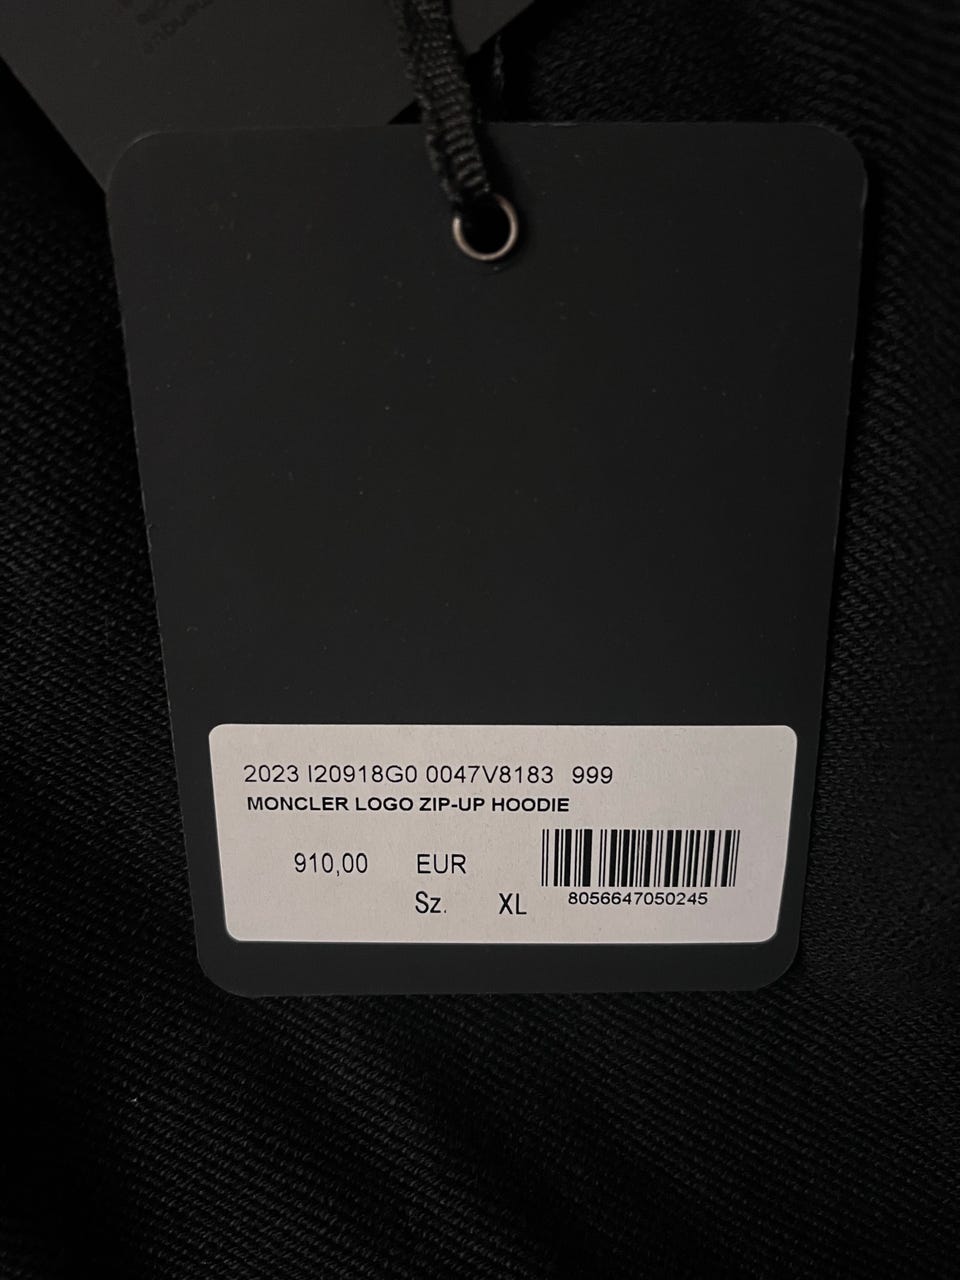 2023 I20918G0 0047V8183 999
MONCLER LOGO ZIP-UP HOODIE
910,00 EUR
8056647050245
Sz. XL